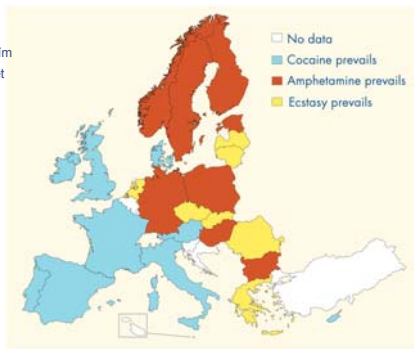 No data
Cocaine prevails
Amphetamine prevails
Ecstasy prevails